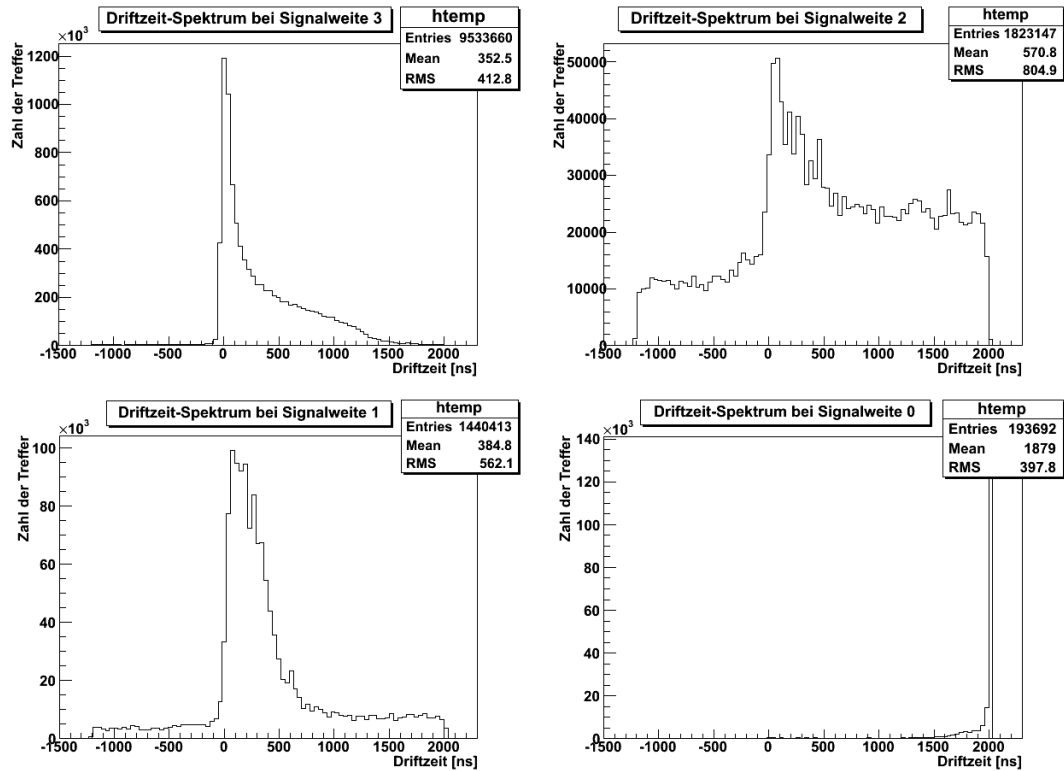 Driftzeit-Spektrum bei Signalweite 3
htemp
Entries 9533660
Mean 352.5
RMS 412.8
×10³
Zahl der Treffer
1200
1000
800
600
400
200
0
-1500 -1000 -500 0 500 1000 1500 2000
Driftzeit [ns]
Driftzeit-Spektrum bei Signalweite 2
htemp
Entries 1823147
Mean 570.8
RMS 804.9
Zahl der Treffer
50000
40000
30000
20000
10000
0
-1500 -1000 -500 0 500 1000 1500 2000
Driftzeit [ns]
Driftzeit-Spektrum bei Signalweite 1
htemp
Entries 1440413
Mean 384.8
RMS 562.1
×10³
Zahl der Treffer
100
80
60
40
20
0
-1500 -1000 -500 0 500 1000 1500 2000
Driftzeit [ns]
Driftzeit-Spektrum bei Signalweite 0
htemp
Entries 193692
Mean 1879
RMS 397.8
×10³
Zahl der Treffer
140
120
100
80
60
40
20
0
-1500 -1000 -500 0 500 1000 1500 2000
Driftzeit [ns]